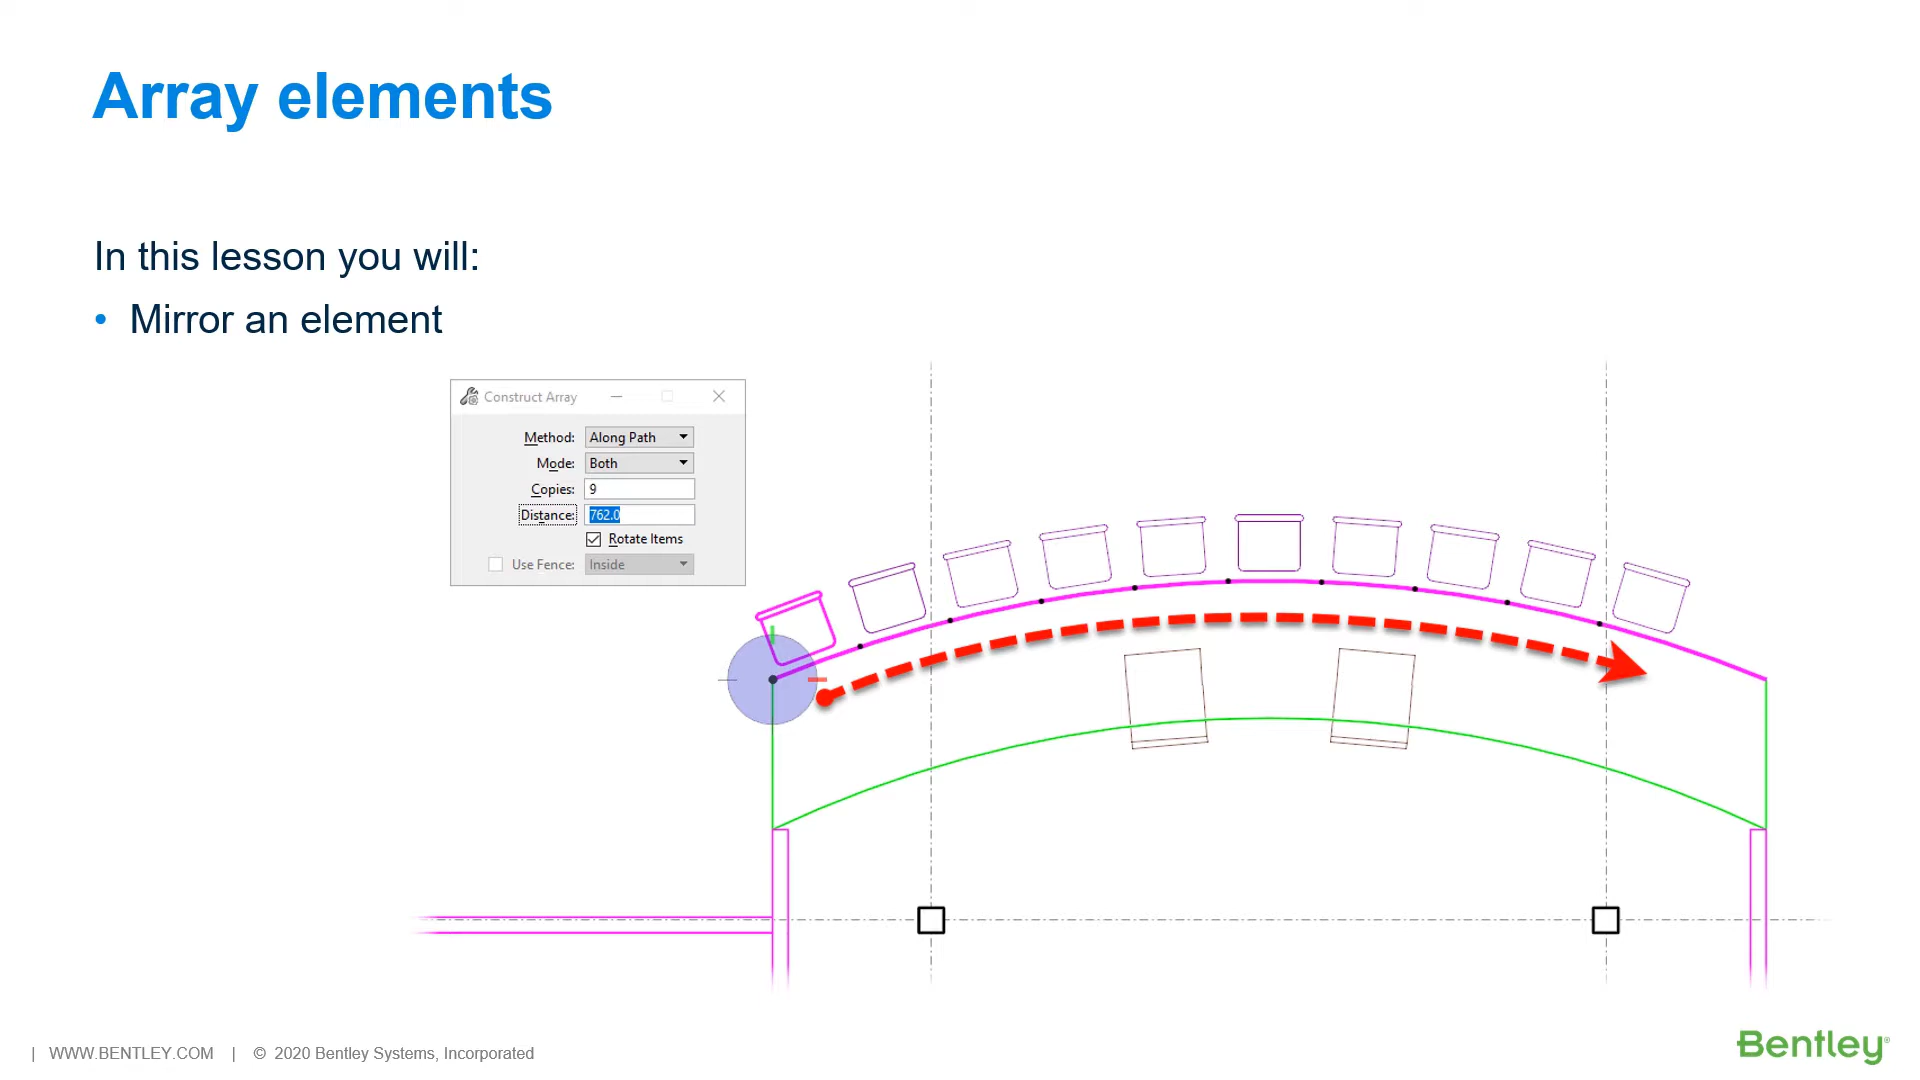 Array elements
In this lesson you will:
• Mirror an element
Construct Array
Method: Along Path
Mode: Both
Copies: 9
Distance: 762.0
Rotate Items
Use Fence: Inside
| WWW.BENTLEY.COM | © 2020 Bentley Systems, Incorporated
Bentley®